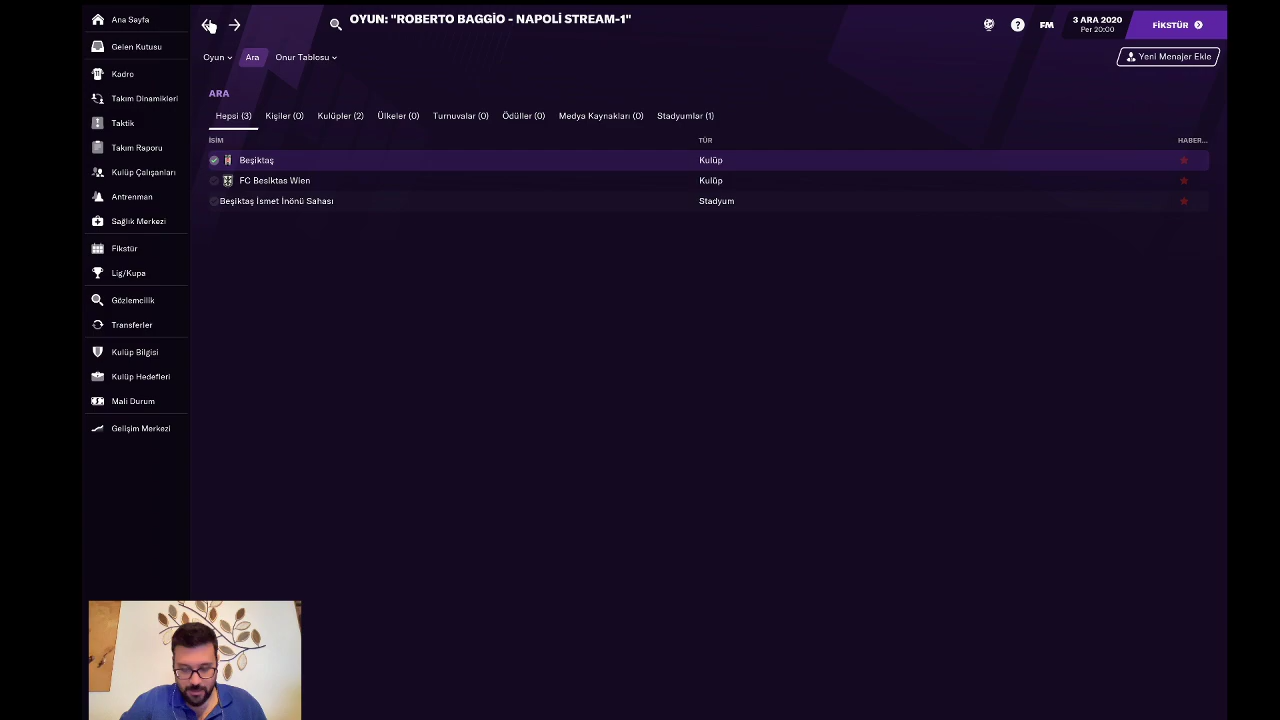 Ana Sayfa
Gelen Kutusu
Kadro
Takım Dinamikleri
Taktik
Takım Raporu
Kulüp Çalışanları
Antrenman
Sağlık Merkezi
Fikstür
Lig/Kupa
Gözlemcilik
Transferler
Kulüp Bilgisi
Kulüp Hedefleri
Mali Durum
Gelişim Merkezi
OYUN: "ROBERTO BAGGİO - NAPOLİ STREAM-1"
FM
3 ARA 2020
Per 20:00
FİKSTÜR
Oyun
Ara
Onur Tablosu
Yeni Menajer Ekle
ARA
Hepsi (3) Kişiler (0) Kulüpler (2) Ülkeler (0) Turnuvalar (0) Ödüller (0) Medya Kaynakları (0) Stadyumlar (1)
İSİM TÜR HABER...
Beşiktaş Kulüp
FC Besiktas Wien Kulüp
Beşiktaş İsmet İnönü Sahası Stadyum